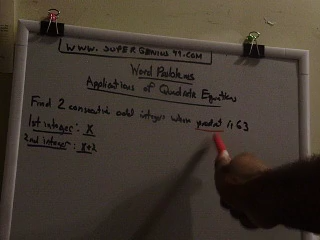 WWW.SUPERGENIUS99.COM
Word Problems
Applications of Quadratic Equations
Find 2 consecutive odd integers whose product is 63
1st integer: X
2nd integer: X+2